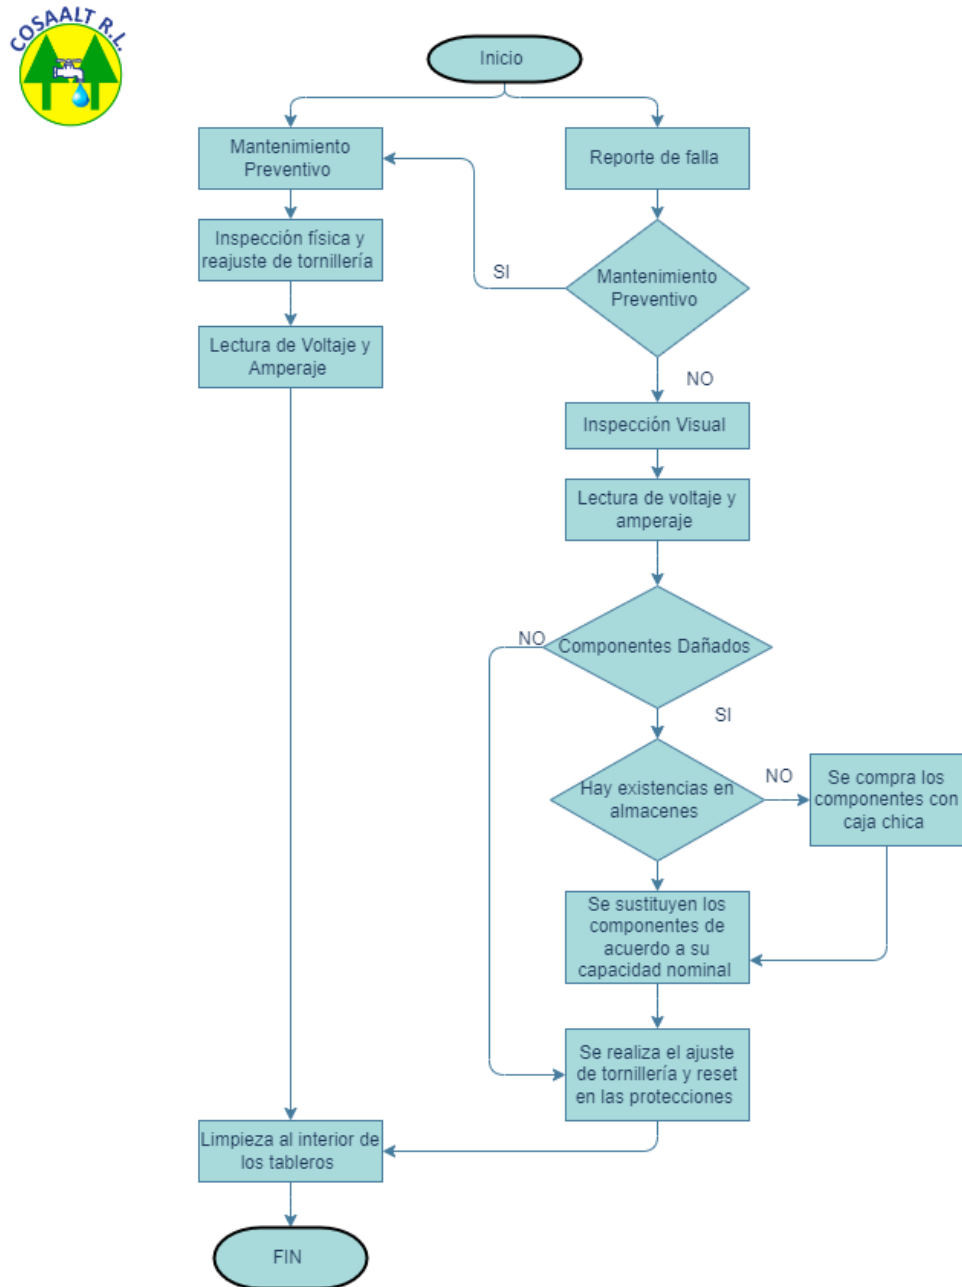 COSAALT R.L.
Inicio
Mantenimiento
Preventivo
Reporte de falla
Inspección física y
reajuste de tornillería
SI
Mantenimiento
Preventivo
Lectura de Voltaje y
Amperaje
NO
Inspección Visual
Lectura de voltaje y
amperaje
NO
Componentes Dañados
SI
Hay existencias en
almacenes
NO
Se compra los
componentes con
caja chica
Se sustituyen los
componentes de
acuerdo a su
capacidad nominal
Se realiza el ajuste
de tornillería y reset
en las protecciones
Limpieza al interior de
los tableros
FIN